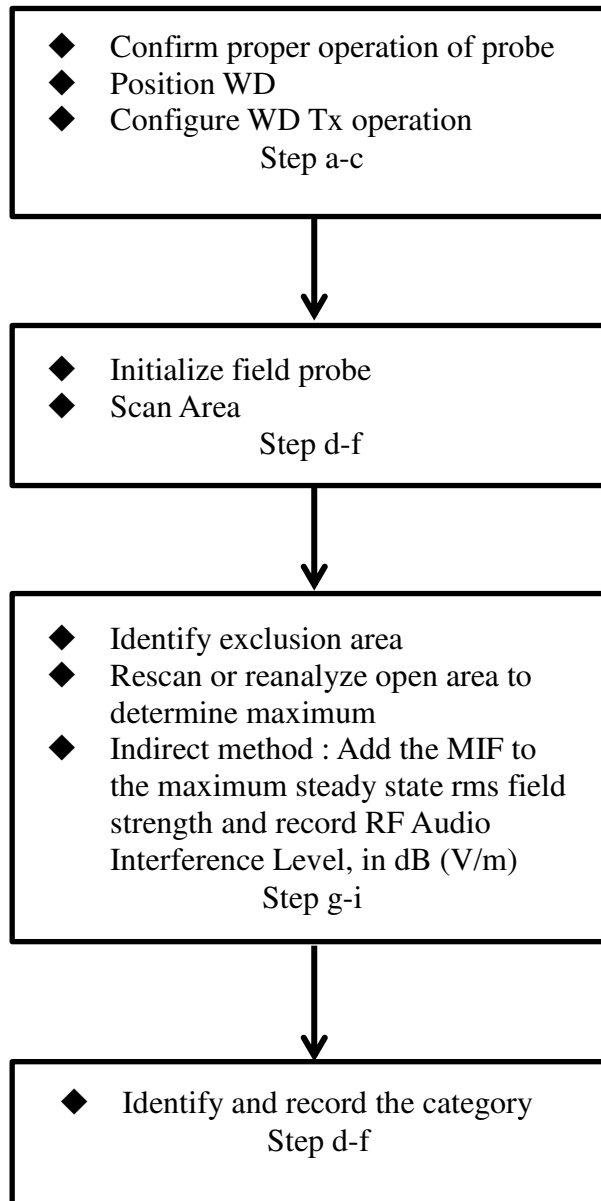 ◆ Confirm proper operation of probe
◆ Position WD
◆ Configure WD Tx operation
Step a-c
◆ Initialize field probe
◆ Scan Area
Step d-f
◆ Identify exclusion area
◆ Rescan or reanalyze open area to
determine maximum
◆ Indirect method : Add the MIF to
the maximum steady state rms field
strength and record RF Audio
Interference Level, in dB (V/m)
Step g-i
◆ Identify and record the category
Step d-f